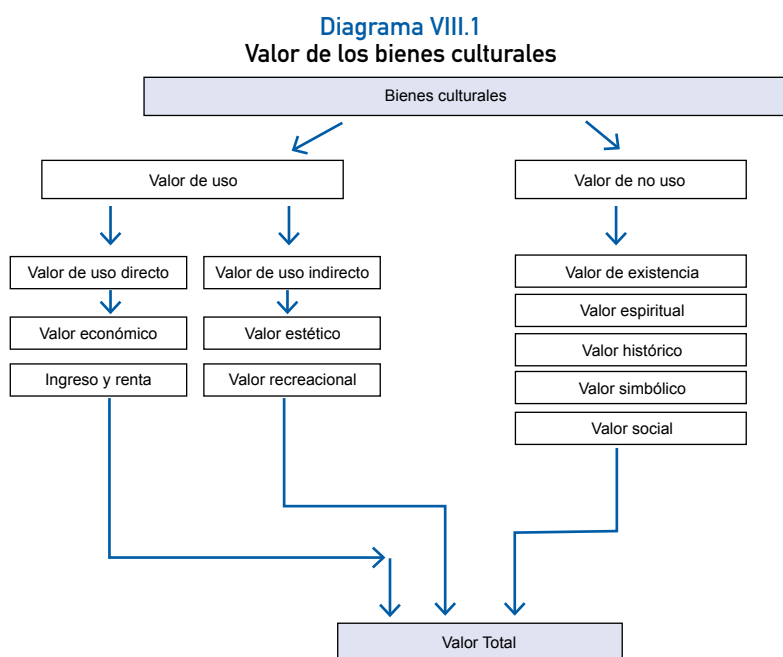 Diagrama VIII.1
Valor de los bienes culturales
Bienes culturales
Valor de uso
Valor de no uso
Valor de uso directo
Valor de uso indirecto
Valor de existencia
Valor espiritual
Valor económico
Valor estético
Valor histórico
Ingreso y renta
Valor recreacional
Valor simbólico
Valor social
Valor Total